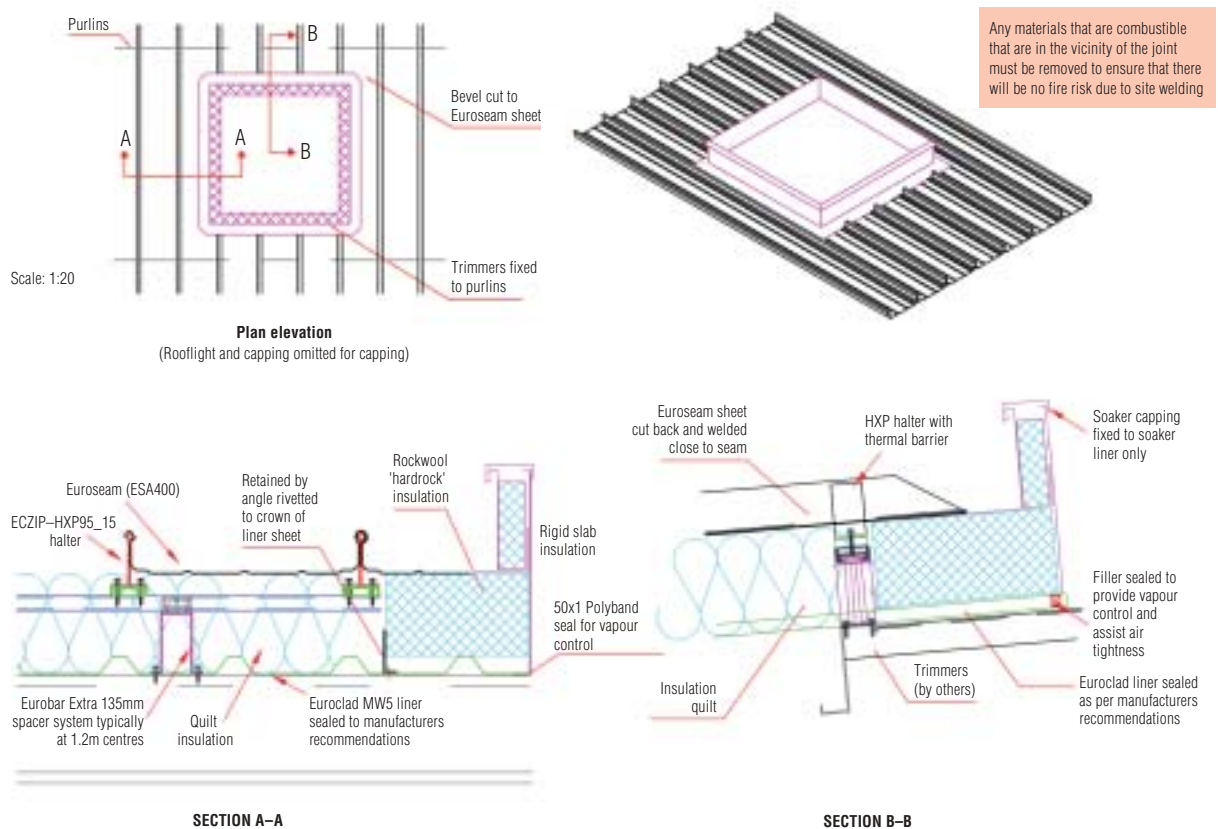 Purlins
B
Any materials that are combustible
that are in the vicinity of the joint
must be removed to ensure that there
will be no fire risk due to site welding
Bevel cut to
Euroseam sheet
A
A
B
Scale: 1:20
Trimmers fixed
to purlins
Plan elevation
(Rooflight and capping omitted for capping)
Euroseam (ESA400)
ECZIP–HXP95_15
halter
Retained by
angle rivetted
to crown of
liner sheet
Rockwool
'hardrock'
insulation
Rigid slab
insulation
50x1 Polyband
seal for vapour
control
Eurobar Extra 135mm
spacer system typically
at 1.2m centres
Quilt
insulation
Euroclad MW5 liner
sealed to manufacturers
recommendations
SECTION A–A
Euroseam sheet
cut back and welded
close to seam
HXP halter with
thermal barrier
Soaker capping
fixed to soaker
liner only
Filler sealed to
provide vapour
control and
assist air
tightness
Insulation
quilt
Trimmers
(by others)
Euroclad liner sealed
as per manufacturers
recommendations
SECTION B–B